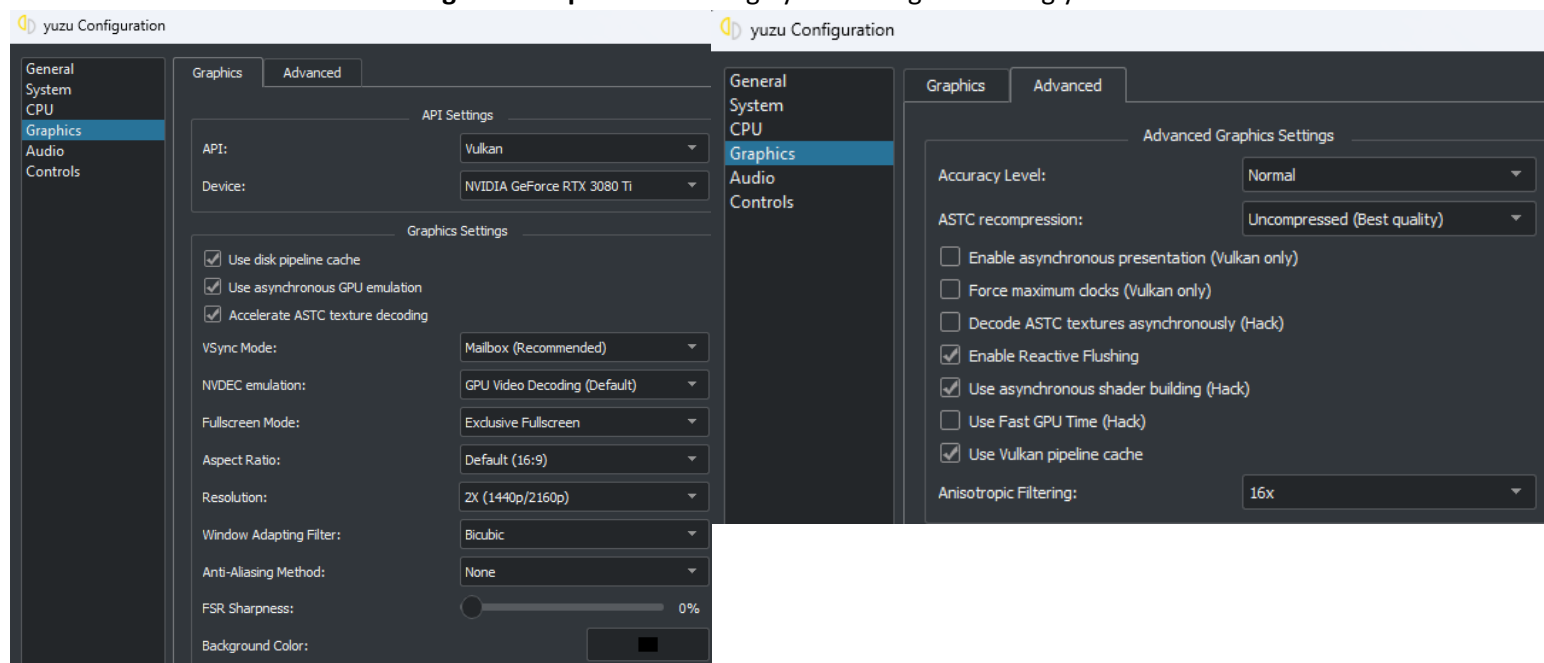 yuzu Configuration
General
System
CPU
Graphics
Audio
Controls
Graphics Advanced
API Settings
API: Vulkan
Device: NVIDIA GeForce RTX 3080 Ti
Graphics Settings
Use disk pipeline cache
Use asynchronous GPU emulation
Accelerate ASTC texture decoding
VSync Mode: Mailbox (Recommended)
NVDEC emulation: GPU Video Decoding (Default)
Fullscreen Mode: Exclusive Fullscreen
Aspect Ratio: Default (16:9)
Resolution: 2X (1440p/2160p)
Window Adapting Filter: Bicubic
Anti-Aliasing Method: None
FSR Sharpness: 0%
Background Color:
yuzu Configuration
General
System
CPU
Graphics
Audio
Controls
Graphics Advanced
Advanced Graphics Settings
Accuracy Level: Normal
ASTC recompression: Uncompressed (Best quality)
Enable asynchronous presentation (Vulkan only)
Force maximum clocks (Vulkan only)
Decode ASTC textures asynchronously (Hack)
Enable Reactive Flushing
Use asynchronous shader building (Hack)
Use Fast GPU Time (Hack)
Use Vulkan pipeline cache
Anisotropic Filtering: 16x